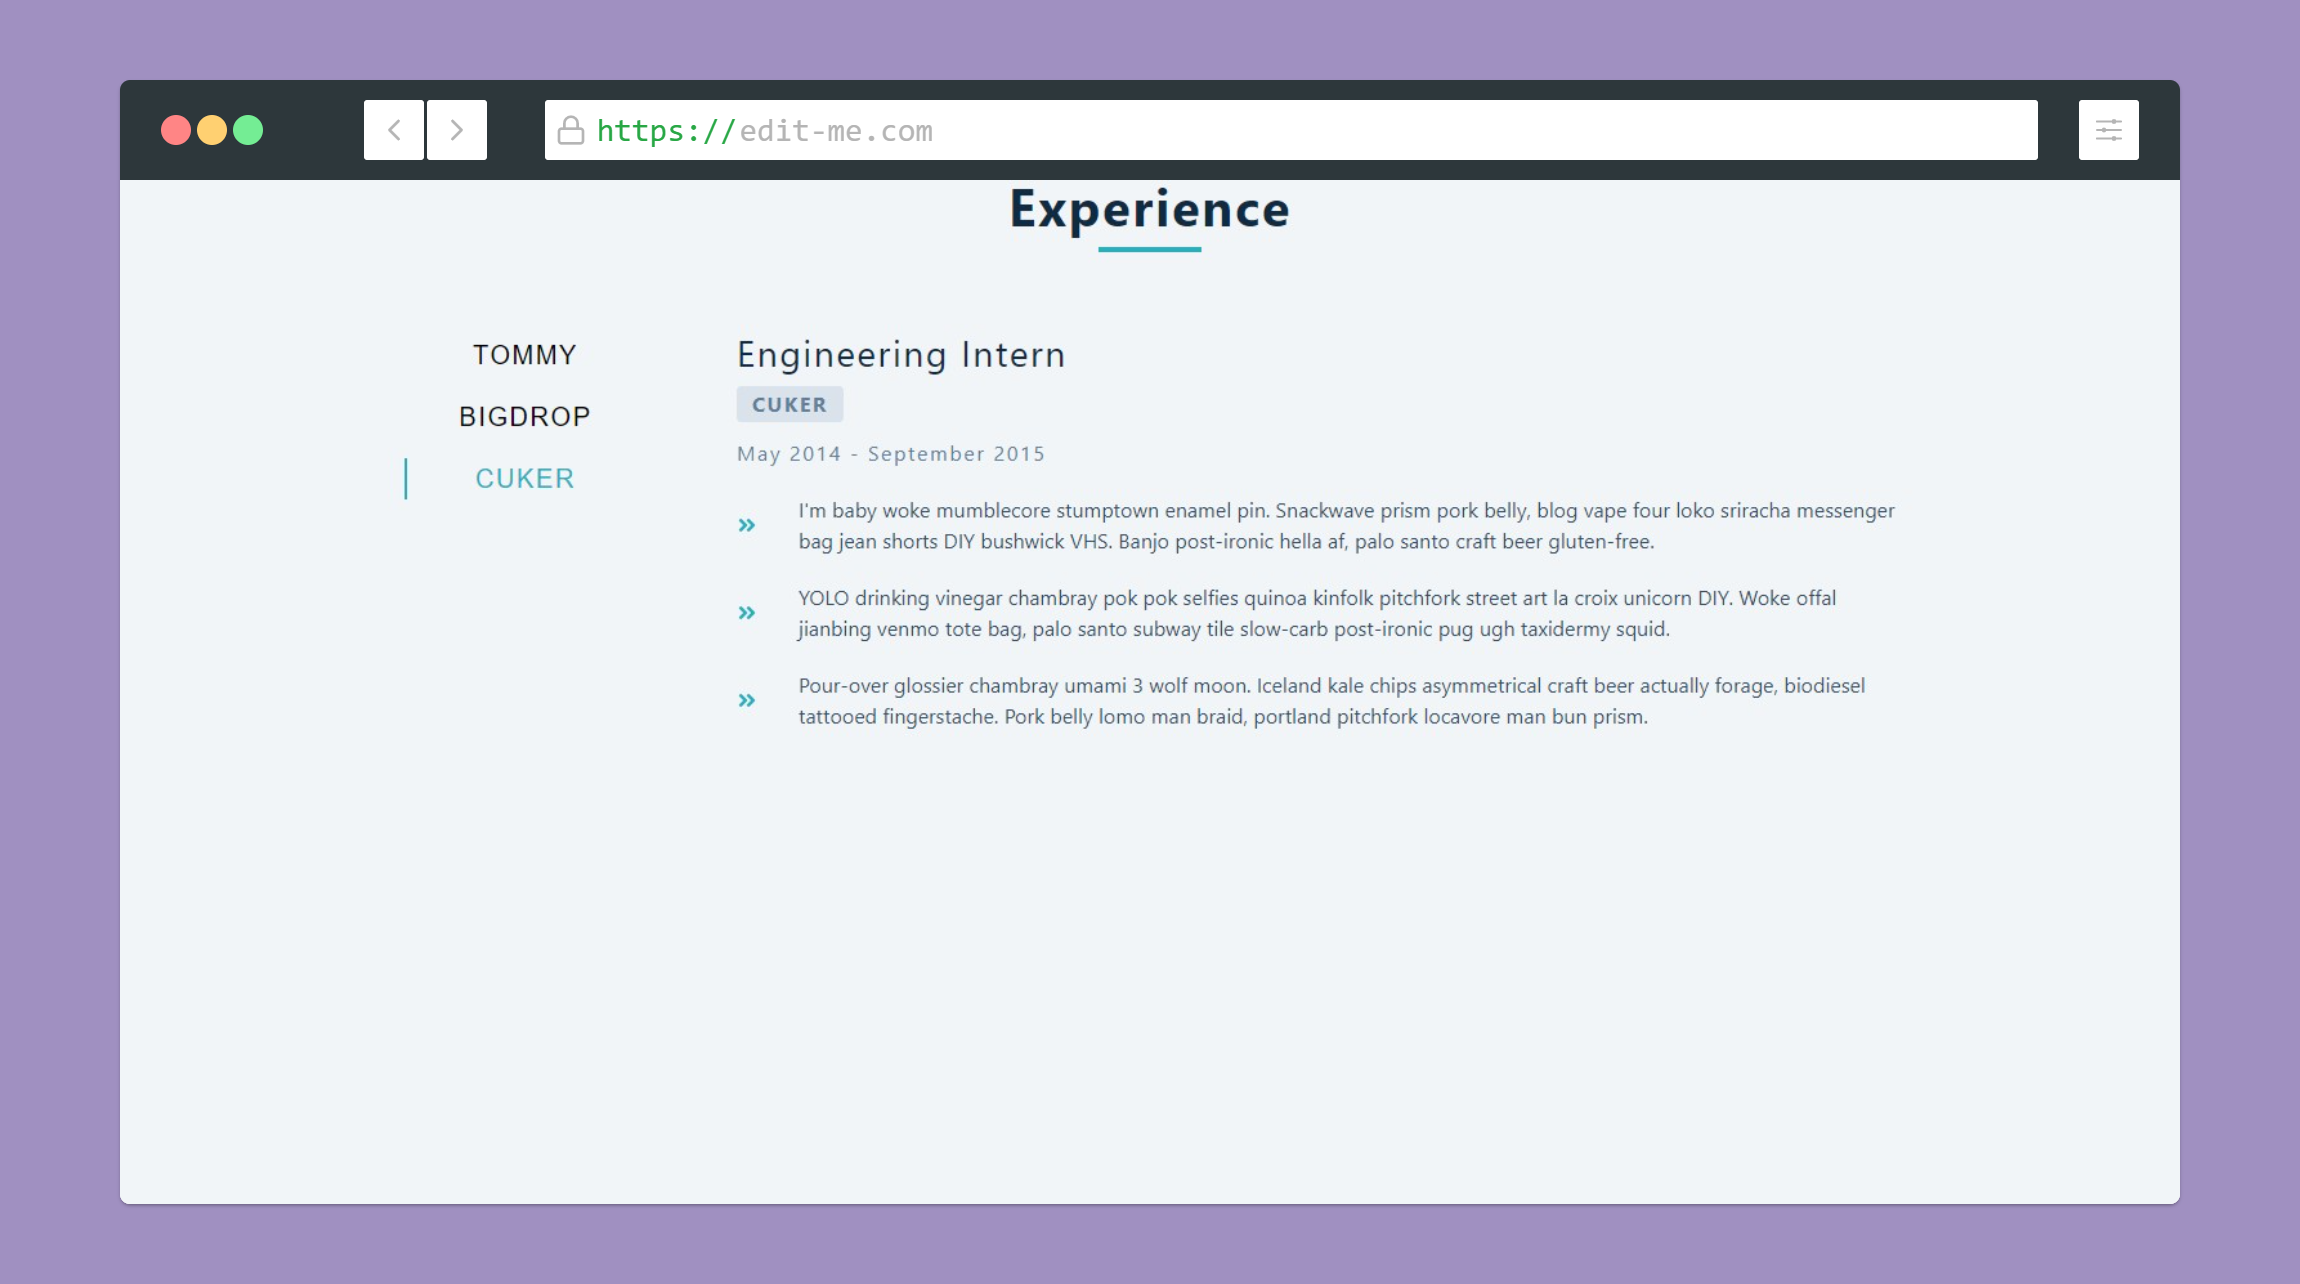 https://edit-me.com
Experience
TOMMY
BIGDROP
CUKER
Engineering Intern
CUKER
May 2014 - September 2015
I'm baby woke mumblecore stumptown enamel pin. Snackwave prism pork belly, blog vape four loko sriracha messenger
bag jean shorts DIY bushwick VHS. Banjo post-ironic hella af, palo santo craft beer gluten-free.
YOLO drinking vinegar chambray pok pok selfies quinoa kinfolk pitchfork street art la croix unicorn DIY. Woke offal
jianbing venmo tote bag, palo santo subway tile slow-carb post-ironic pug ugh taxidermy squid.
Pour-over glossier chambray umami 3 wolf moon. Iceland kale chips asymmetrical craft beer actually forage, biodiesel
tattooed fingerstache. Pork belly lomo man braid, portland pitchfork locavore man bun prism.